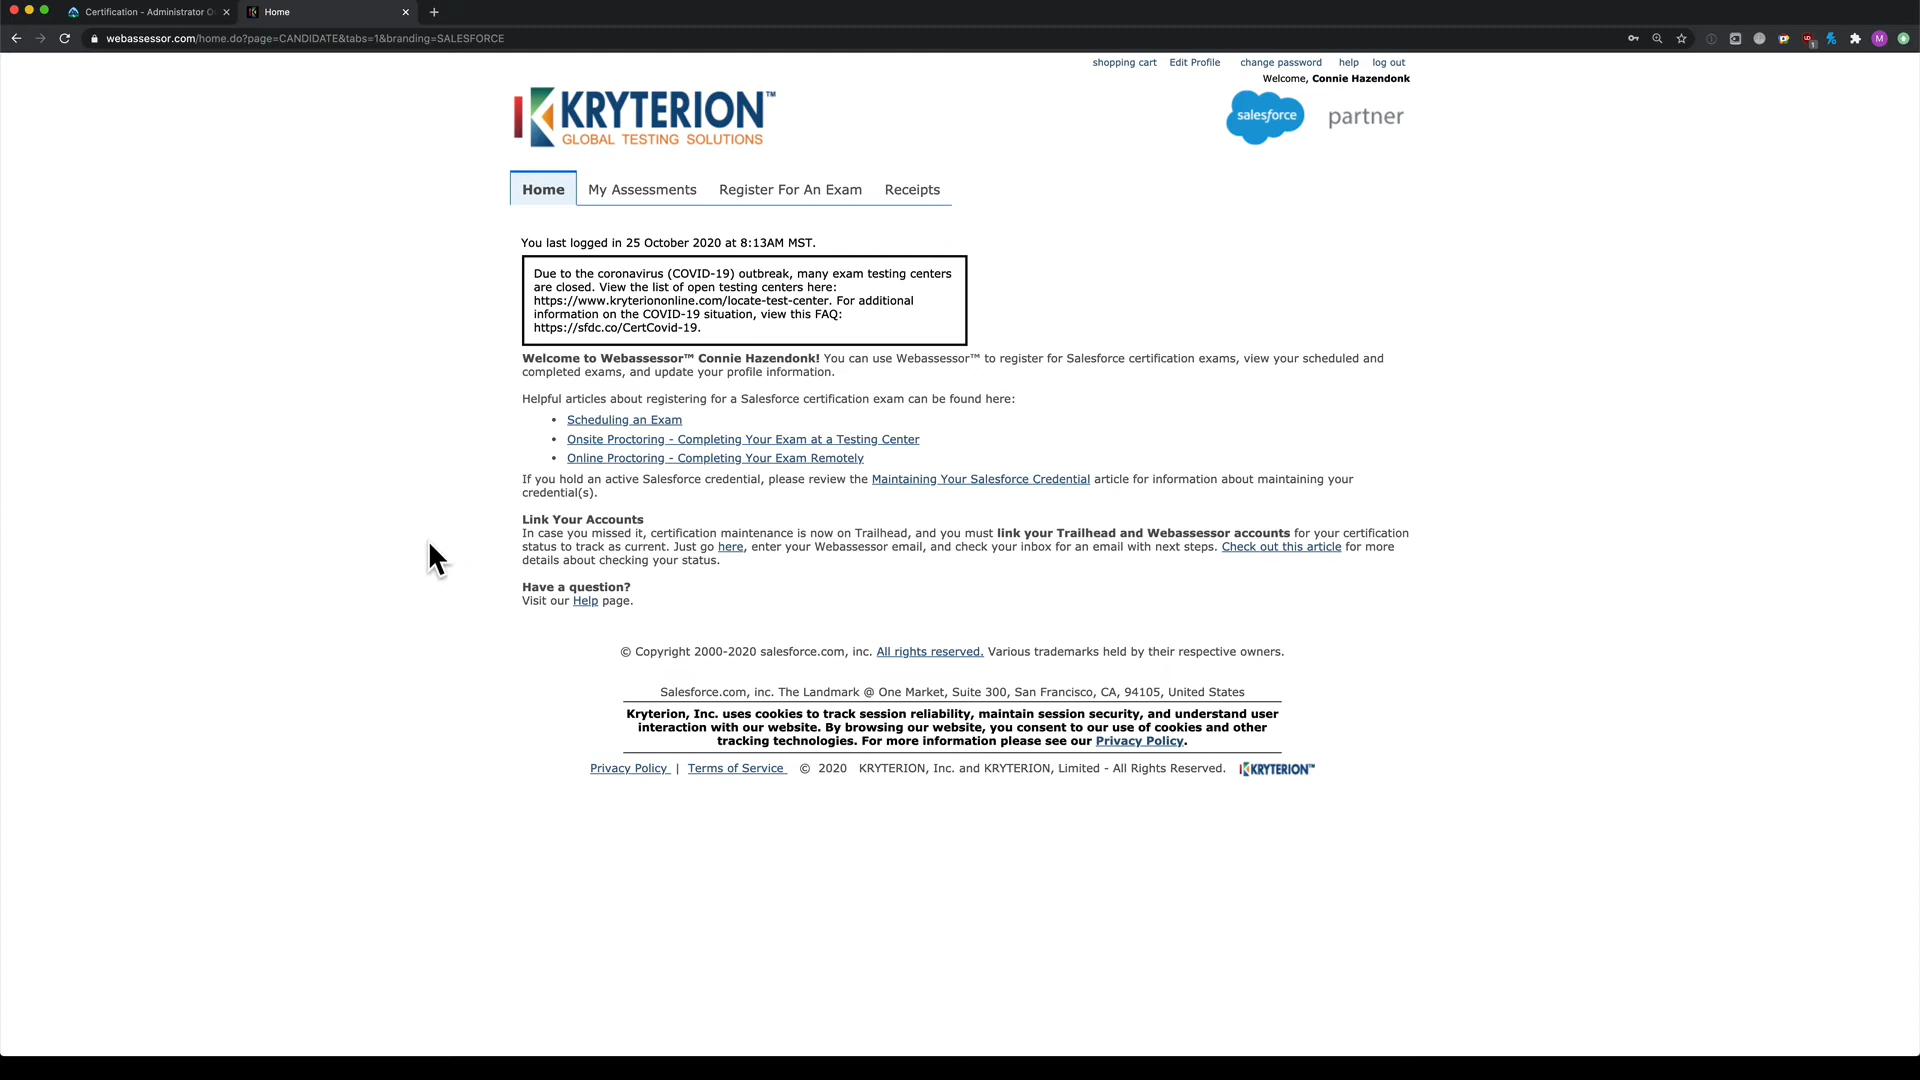 Certification - Administrator O
Home
webassessor.com/home.do?page=CANDIDATE&tabs=1&branding=SALESFORCE
shopping cart Edit Profile change password help log out
Welcome, Connie Hazendonk
KRYTERION™
GLOBAL TESTING SOLUTIONS
salesforce partner
Home My Assessments Register For An Exam Receipts
You last logged in 25 October 2020 at 8:13AM MST.
Due to the coronavirus (COVID-19) outbreak, many exam testing centers
are closed. View the list of open testing centers here:
https://www.kryteriononline.com/locate-test-center. For additional
information on the COVID-19 situation, view this FAQ:
https://sfdc.co/CertCovid-19.
Welcome to Webassessor™ Connie Hazendonk! You can use Webassessor™ to register for Salesforce certification exams, view your scheduled and
completed exams, and update your profile information.
Helpful articles about registering for a Salesforce certification exam can be found here:
• Scheduling an Exam
• Onsite Proctoring - Completing Your Exam at a Testing Center
• Online Proctoring - Completing Your Exam Remotely
If you hold an active Salesforce credential, please review the Maintaining Your Salesforce Credential article for information about maintaining your
credential(s).
Link Your Accounts
In case you missed it, certification maintenance is now on Trailhead, and you must link your Trailhead and Webassessor accounts for your certification
status to track as current. Just go here, enter your Webassessor email, and check your inbox for an email with next steps. Check out this article for more
details about checking your status.
Have a question?
Visit our Help page.
© Copyright 2000-2020 salesforce.com, inc. All rights reserved. Various trademarks held by their respective owners.
Salesforce.com, inc. The Landmark @ One Market, Suite 300, San Francisco, CA, 94105, United States
Kryterion, Inc. uses cookies to track session reliability, maintain session security, and understand user
interaction with our website. By browsing our website, you consent to our use of cookies and other
tracking technologies. For more information please see our Privacy Policy.
Privacy Policy | Terms of Service © 2020 KRYTERION, Inc. and KRYTERION, Limited - All Rights Reserved. KRYTERION™